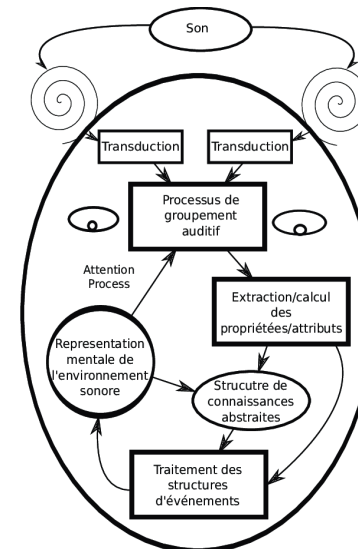 Son
Transduction
Transduction
Processus de
groupement
auditif
Attention
Process
Extraction/calcul
des
propriétées/attributs
Representation
mentale de
l'environnement
sonore
Strucutre de
connaissances
abstraites
Traitement des
structures
d'événements